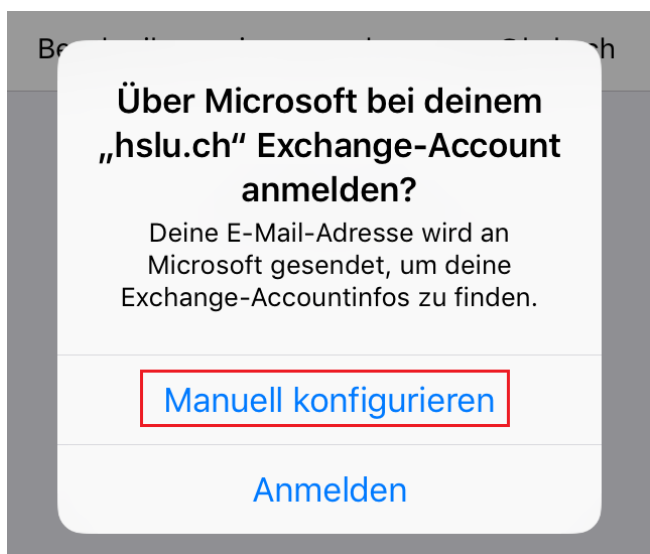 Über Microsoft bei deinem
„hslu.ch“ Exchange-Account
anmelden?
Deine E-Mail-Adresse wird an
Microsoft gesendet, um deine
Exchange-Accountinfos zu finden.
Manuell konfigurieren
Anmelden